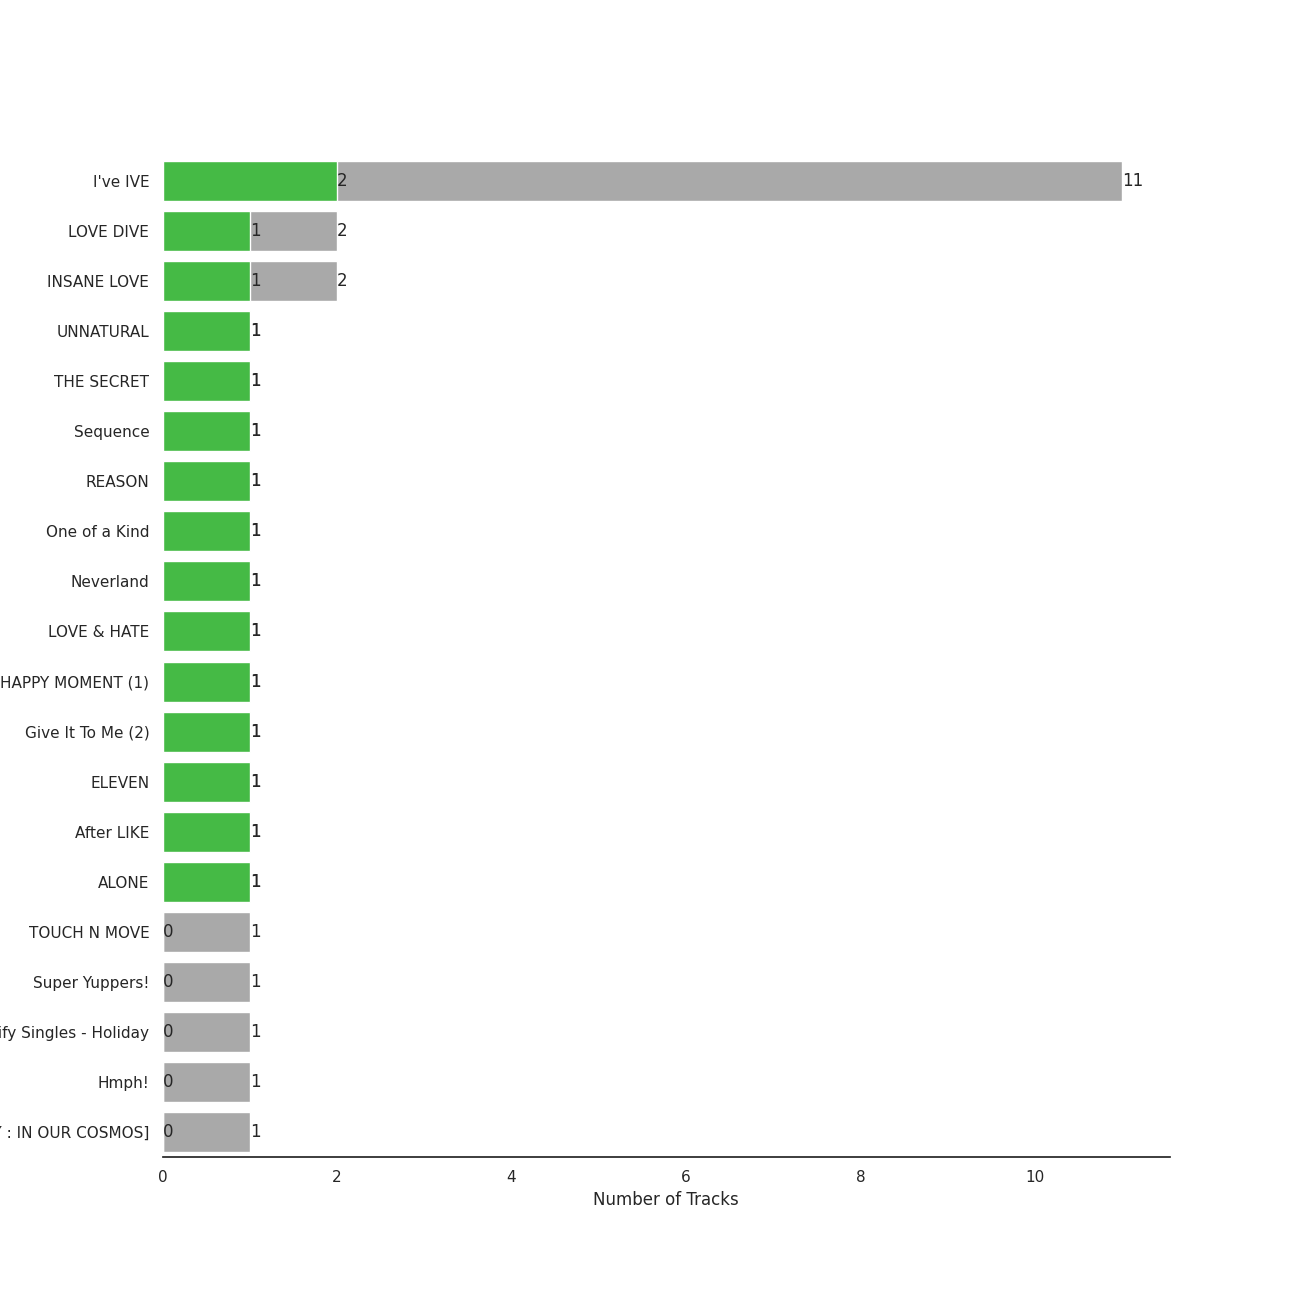 I've IVE 2 11
LOVE DIVE 1 2
INSANE LOVE 1 2
UNNATURAL 1
THE SECRET 1
Sequence 1
REASON 1
One of a Kind 1
Neverland 1
LOVE & HATE 1
HAPPY MOMENT (1) 1
Give It To Me (2) 1
ELEVEN 1
After LIKE 1
ALONE 1
TOUCH N MOVE 0 1
Super Yuppers! 0 1
Singles - Holiday 0 1
Hmph! 0 1
: IN OUR COSMOS] 0 1
0 2 4 6 8 10
Number of Tracks